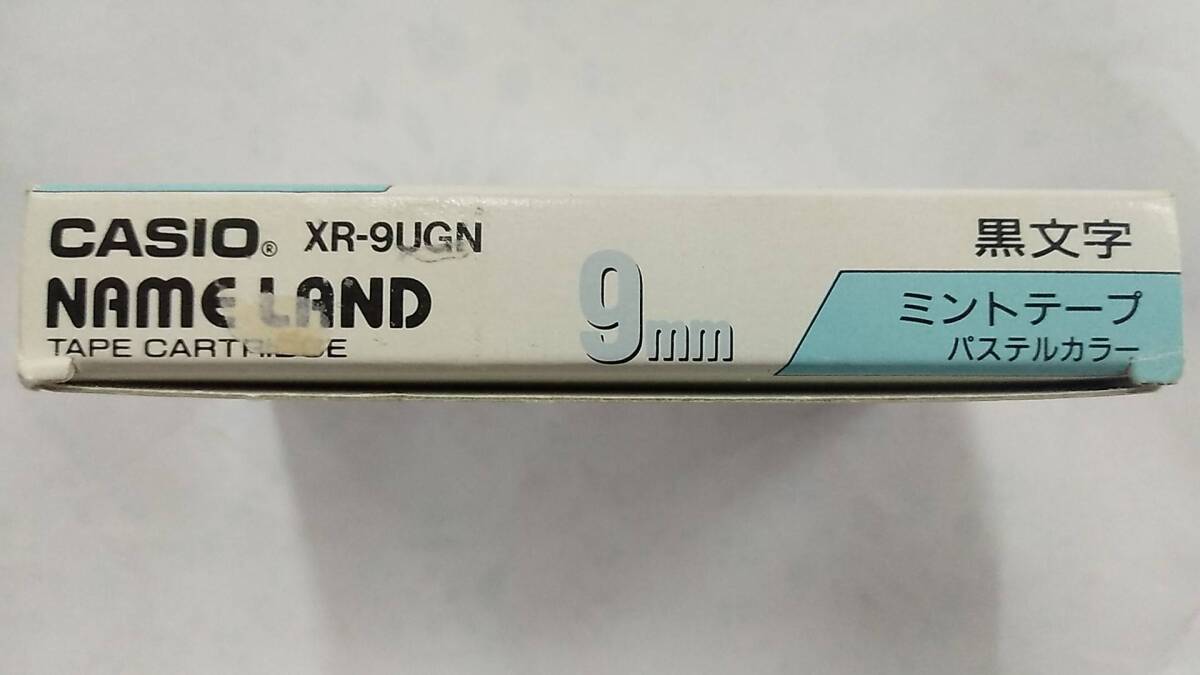 CASIO® XR-9UGN
NAME LAND
TAPE CARTRIDGE
9mm
黒文字
ミントテープ
パステルカラー